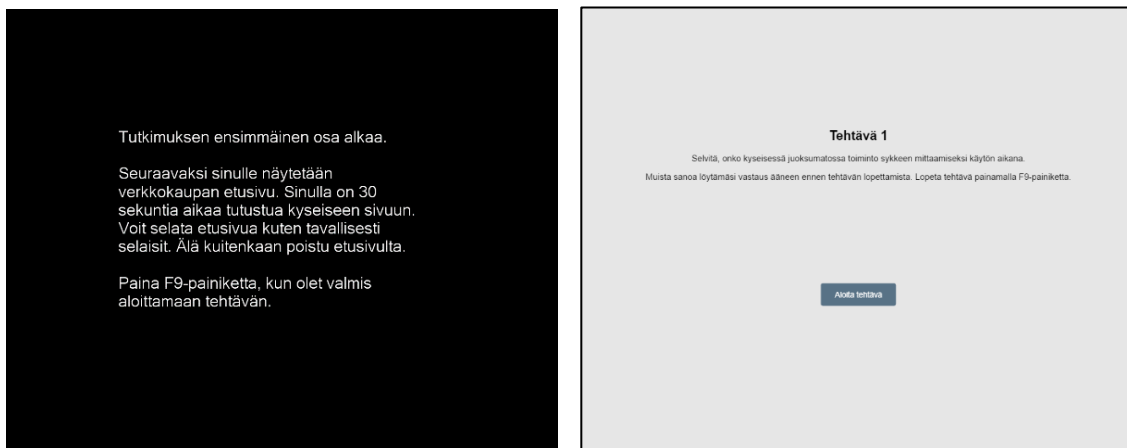 Tutkimuksen ensimmäinen osa alkaa.
Seuraavaksi sinulle näytetään
verkkokaupan etusivu. Sinulla on 30
sekuntia aikaa tutustua kyseiseen sivuun.
Voit selata etusivua kuten tavallisesti
selaisit. Älä kuitenkaan poistu etusivulta.
Paina F9-painiketta, kun olet valmis
aloittamaan tehtävän.
Tehtävä 1
Selvitä, onko kyseisessä juoksumatossa toiminto sykkeen mittaamiseksi käytön aikana.
Muista sanoa löytämäsi vastaus ääneen ennen tehtävän lopettamista. Lopeta tehtävä painamalla F9-painiketta.
Aloita tehtävä